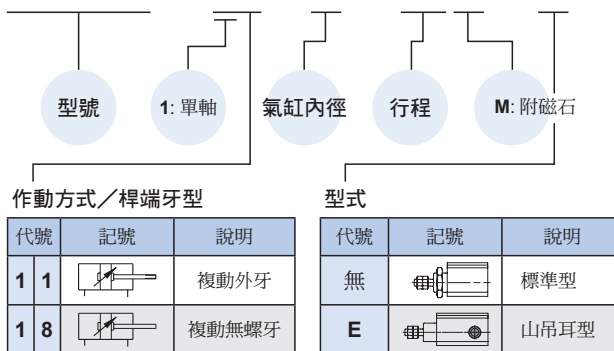 型號 1: 單軸 氣缸內徑 行程 M: 附磁石
作動方式／桿端牙型
代號 記號 說明
1 1 複動外牙
1 8 複動無螺牙
型式
代號 記號 說明
無 標準型
E 山吊耳型